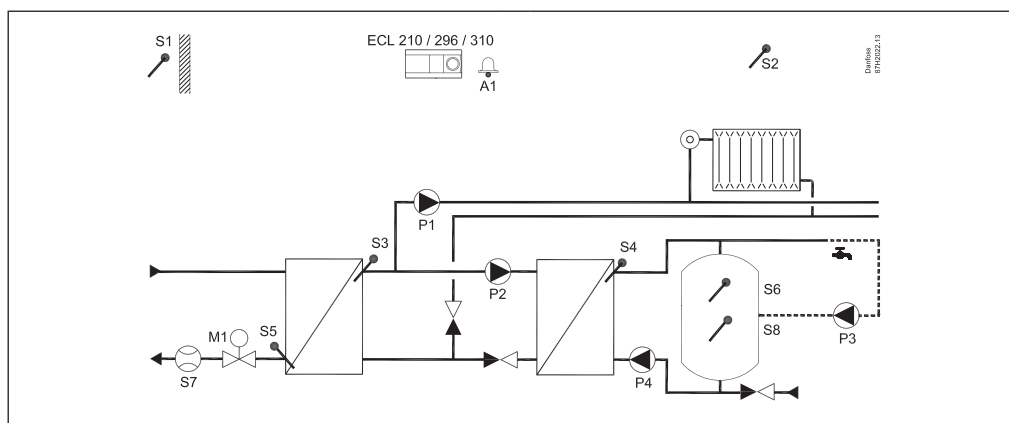 S1
ECL 210 / 296 / 310
A1
S2
Danfoss
87H2022.13
P1
S3
S4
P2
S6
S8
P3
M1
S5
S7
P4